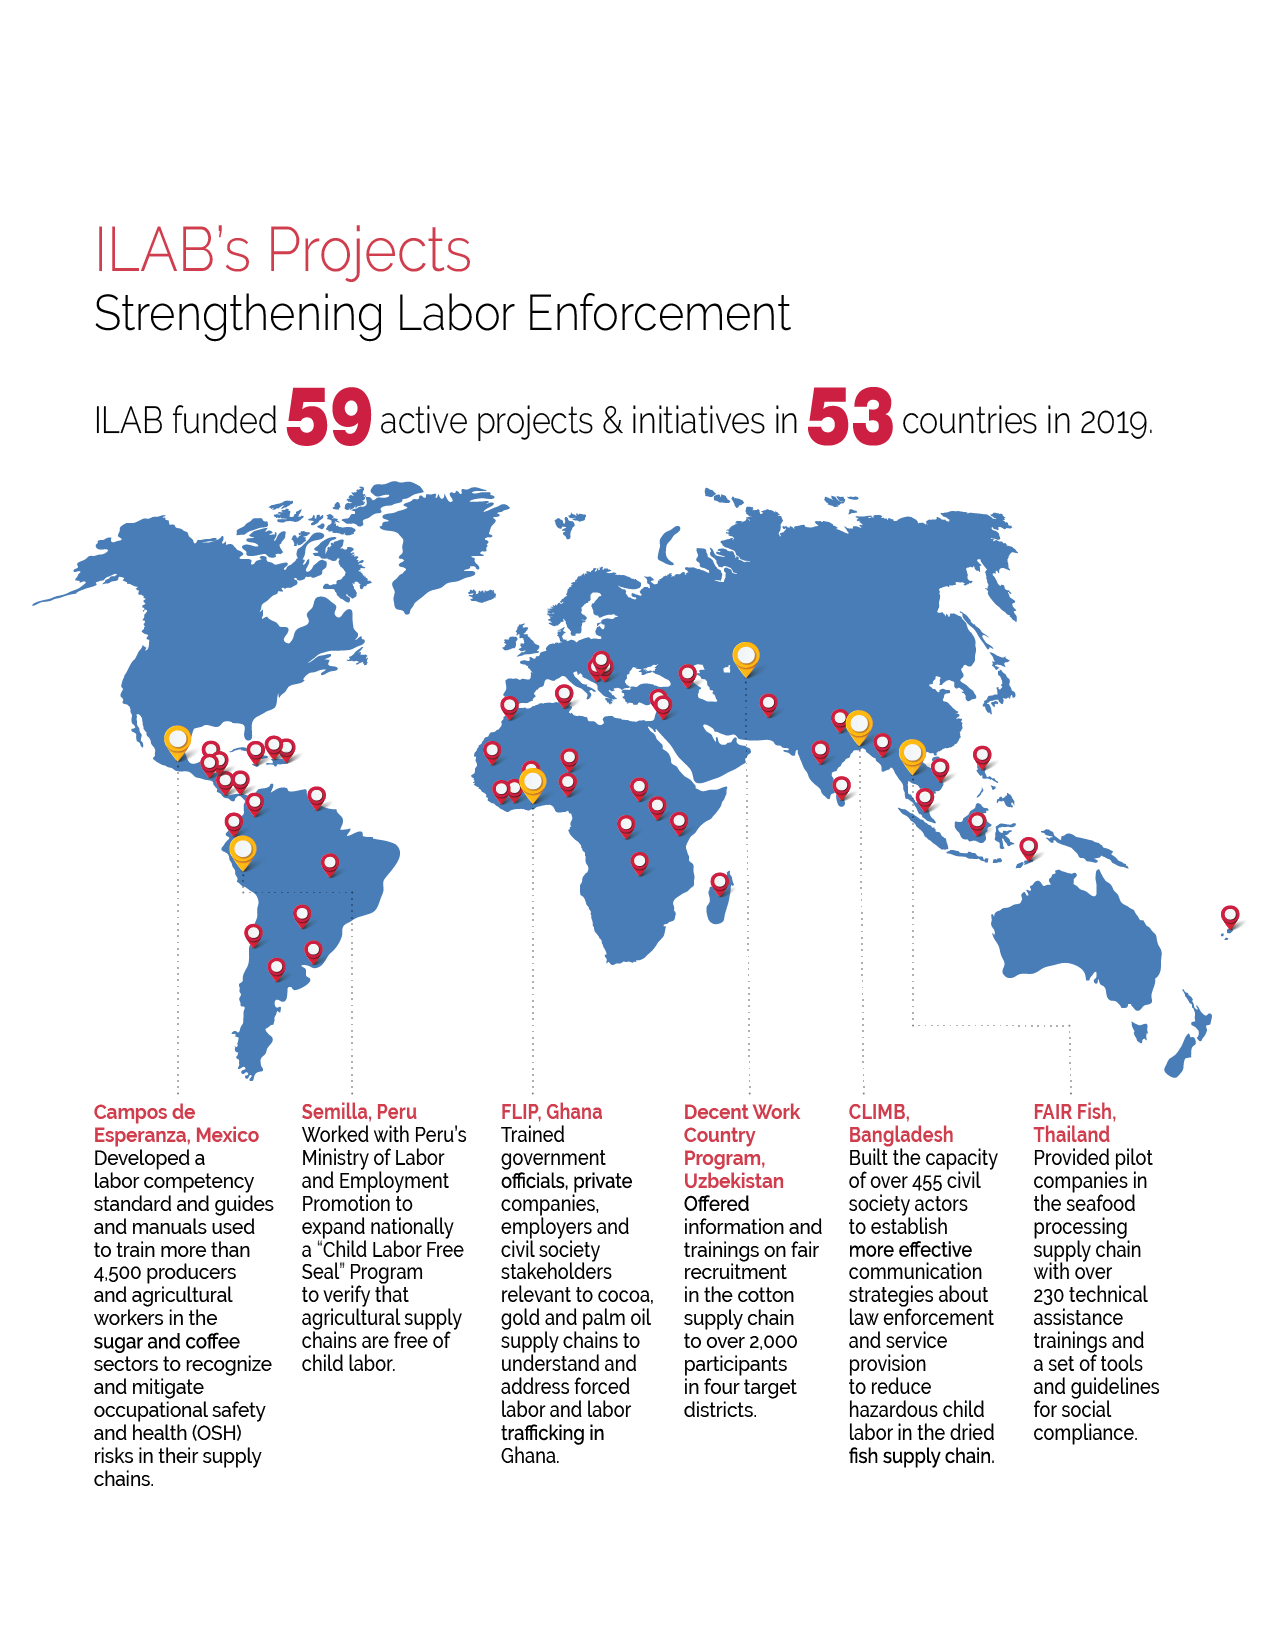 ILAB's Projects
Strengthening Labor Enforcement
ILAB funded 59 active projects & initiatives in 53 countries in 2019.
Campos de
Esperanza, Mexico
Developed a
labor competency
standard and guides
and manuals used
to train more than
4,500 producers
and agricultural
workers in the
sugar and coffee
sectors to recognize
and mitigate
occupational safety
and health (OSH)
risks in their supply
chains.
Semilla, Peru
Worked with Peru's
Ministry of Labor
and Employment
Promotion to
expand nationally
a “Child Labor Free
Seal” Program
to verify that
agricultural supply
chains are free of
child labor.
FLIP, Ghana
Trained
government
officials, private
companies,
employers and
civil society
stakeholders
relevant to cocoa,
gold and palm oil
supply chains to
understand and
address forced
labor and labor
trafficking in
Ghana.
Decent Work
Country
Program,
Uzbekistan
Offered
information and
trainings on fair
recruitment
in the cotton
supply chain
to over 2,000
participants
in four target
districts.
CLIMB,
Bangladesh
Built the capacity
of over 455 civil
society actors
to establish
more effective
communication
strategies about
law enforcement
and service
provision
to reduce
hazardous child
labor in the dried
fish supply chain.
FAIR Fish,
Thailand
Provided pilot
companies in
the seafood
processing
supply chain
with over
230 technical
assistance
trainings and
a set of tools
and guidelines
for social
compliance.